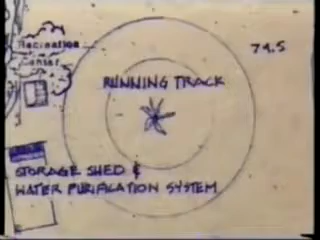 Recreation
Center
74.5
RUNNING TRACK
STORAGE SHED &
WATER PURIFICATION SYSTEM